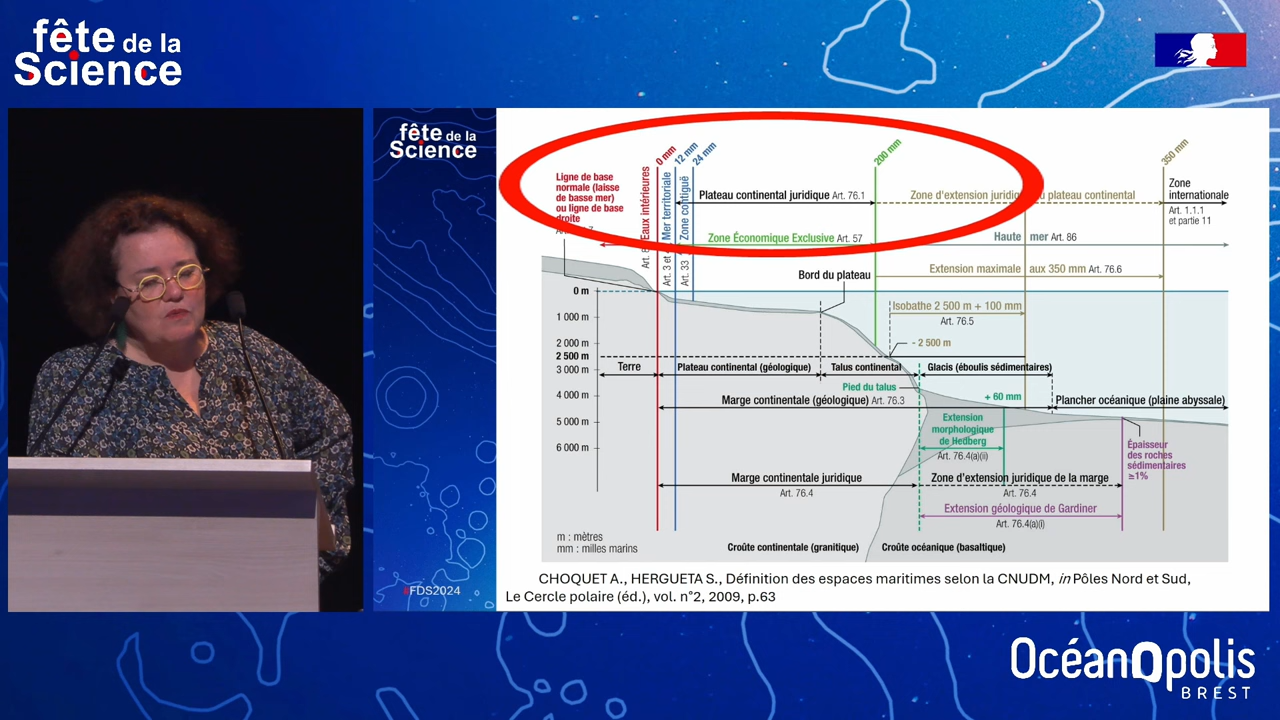 fête de la
Science
fête de la
Science
0 mm
12 mm
24 mm
200 mm
350 mm
Ligne de base
normale (laisse
de basse mer)
ou ligne de base
droite
Eaux intérieures
Mer territoriale
Art. 3 et
Zone contiguë
Art. 33
Plateau continental juridique Art. 76.1
Zone d'extension juridique du plateau continental
Zone
internationale
Art. 1.1.1
et partie 11
Zone Économique Exclusive Art. 57
Haute mer Art. 86
Bord du plateau
Extension maximale aux 350 mm Art. 76.6
0 m
1 000 m
2 000 m
2 500 m
3 000 m
4 000 m
5 000 m
6 000 m
Isobathe 2 500 m + 100 mm
Art. 76.5
- 2 500 m
Terre
Plateau continental (géologique)
Talus continental
Glacis (éboulis sédimentaires)
Pied du talus
+ 60 mm
Marge continentale (géologique) Art. 76.3
Plancher océanique (plaine abyssale)
Extension
morphologique
de Hedberg
Art. 76.4(a)(ii)
Épaisseur
des roches
sédimentaires
≥1%
Marge continentale juridique
Art. 76.4
Zone d'extension juridique de la marge
Art. 76.4
Extension géologique de Gardiner
Art. 76.4(a)(i)
m : mètres
mm : milles marins
Croûte continentale (granitique)
Croûte océanique (basaltique)
CHOQUET A., HERGUETA S., Définition des espaces maritimes selon la CNUDM, in Pôles Nord et Sud,
Le Cercle polaire (éd.), vol. n°2, 2009, p.63
#FDS2024
OcéanOpolis
BREST